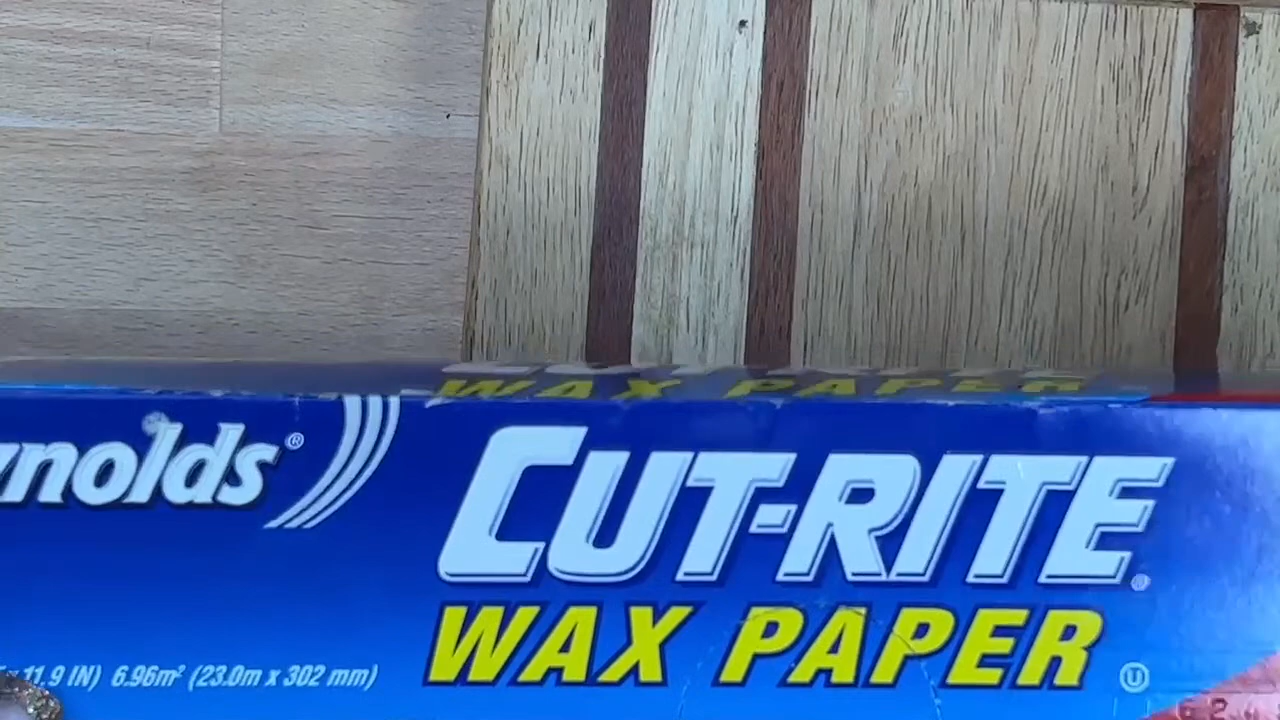 WAX PAPER
ynolds®
CUT-RITE®
WAX PAPER
11.9 IN) 6.96m² (23.0m x 302 mm)
U